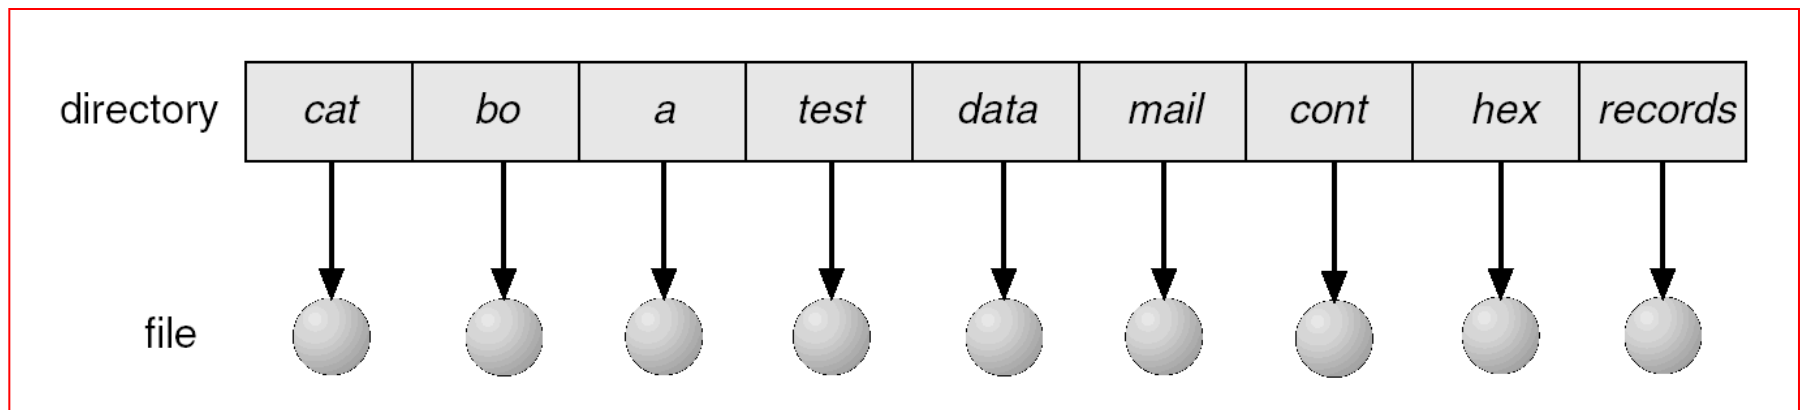 directory cat bo a test data mail cont hex records
file